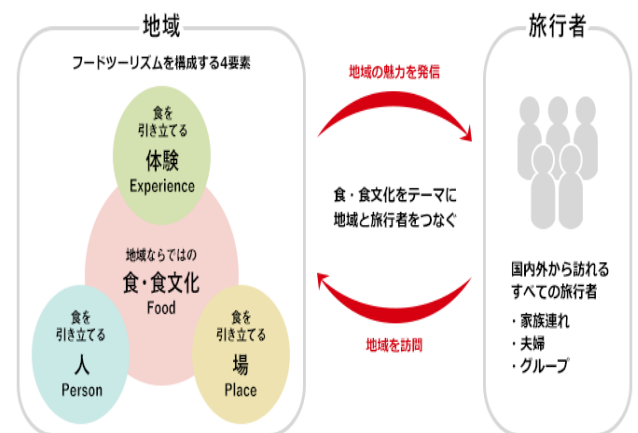 地域
フードツーリズムを構成する4要素
食を
引き立てる
体験
Experience
地域ならではの
食・食文化
Food
食を
引き立てる
人
Person
食を
引き立てる
場
Place
地域の魅力を発信
食・食文化をテーマに
地域と旅行者をつなぐ
地域を訪問
旅行者
国内外から訪れる
すべての旅行者
・家族連れ
・夫婦
・グループ